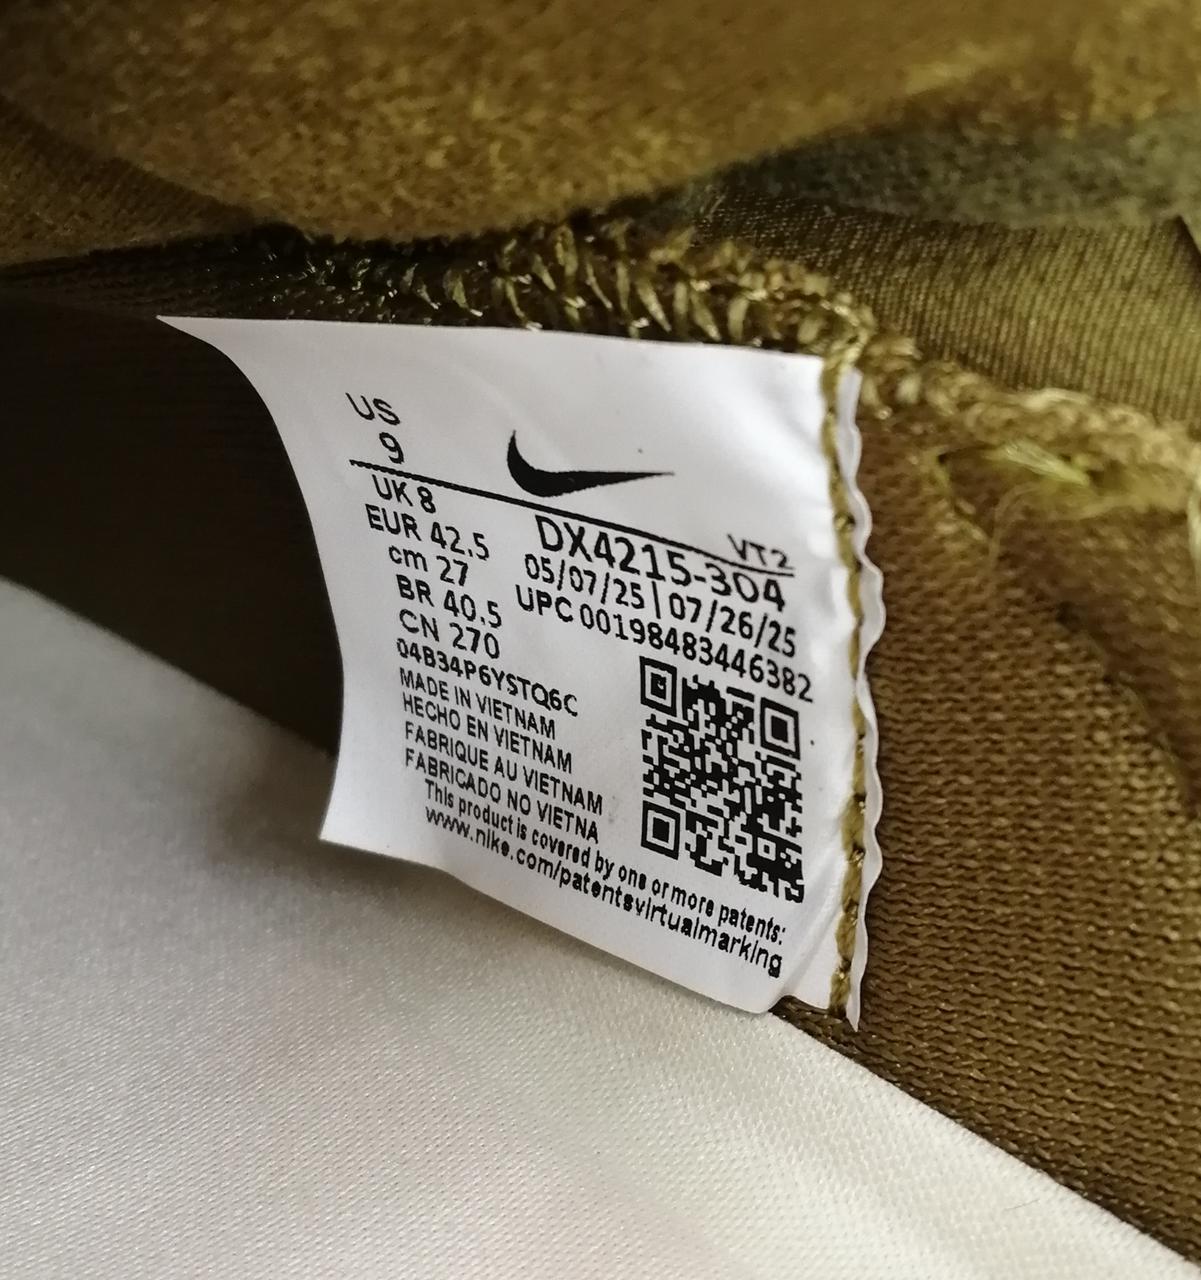 US
9
VT2
UK 8
EUR 42.5
cm 27
BR 40.5
CN 270
DX4215-304
05/07/25 | 07/26/25
UPC 00198483446382
04B34P6YSTQ6C
MADE IN VIETNAM
HECHO EN VIETNAM
FABRIQUE AU VIETNAM
FABRICADO NO VIETNA
This product is covered by one or more patents:
www.nike.com/patentsvirtualmarking